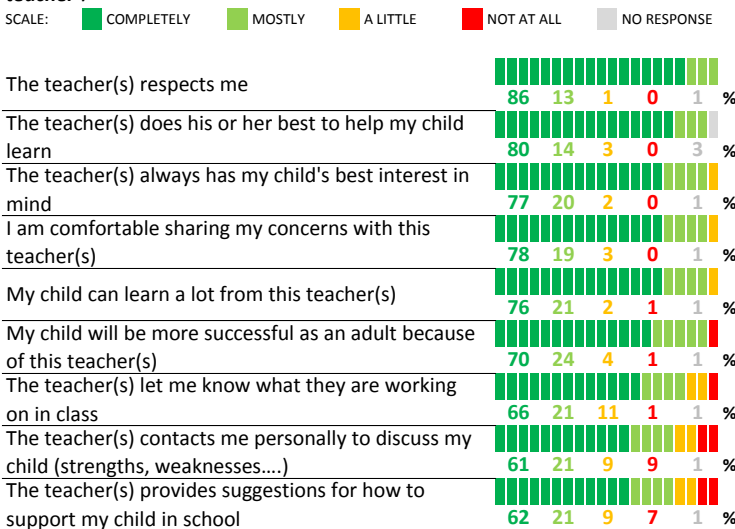 SCALE: COMPLETELY MOSTLY A LITTLE NOT AT ALL NO RESPONSE
The teacher(s) respects me
86 13 1 0 1 %
The teacher(s) does his or her best to help my child
learn
80 14 3 0 3 %
The teacher(s) always has my child's best interest in
mind
77 20 2 0 1 %
I am comfortable sharing my concerns with this
teacher(s)
78 19 3 0 1 %
My child can learn a lot from this teacher(s)
76 21 2 1 1 %
My child will be more successful as an adult because
of this teacher(s)
70 24 4 1 1 %
The teacher(s) let me know what they are working
on in class
66 21 11 1 1 %
The teacher(s) contacts me personally to discuss my
child (strengths, weaknesses....)
61 21 9 9 1 %
The teacher(s) provides suggestions for how to
support my child in school
62 21 9 7 1 %